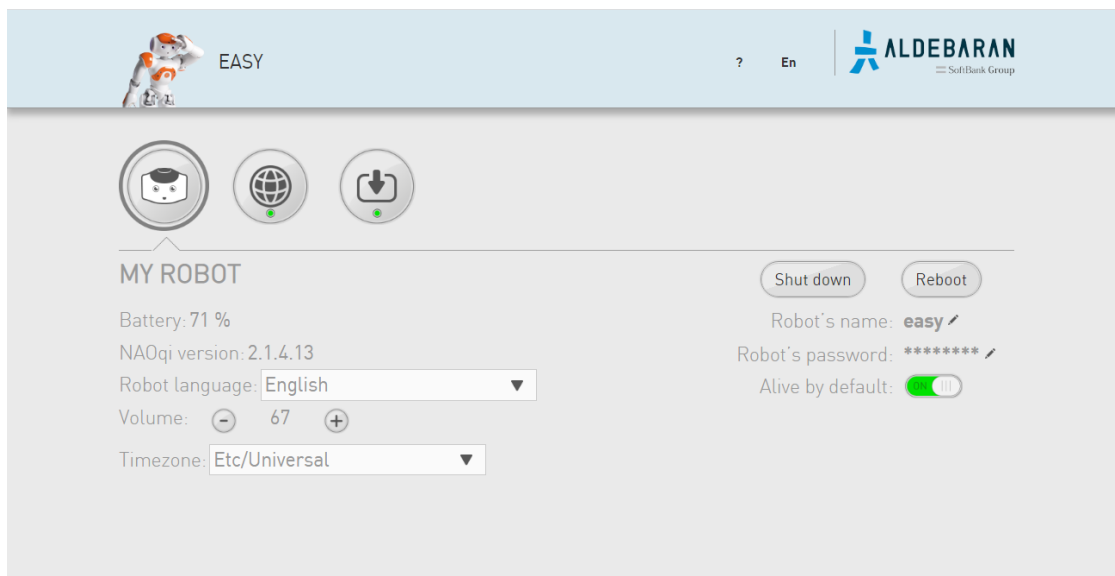 EASY
? En
ALDEBARAN
SoftBank Group
MY ROBOT
Shut down
Reboot
Battery: 71 %
Robot's name: easy
NAOqi version: 2.1.4.13
Robot's password: ********
Robot language: English
Alive by default: ON
Volume: - 67 +
Timezone: Etc/Universal